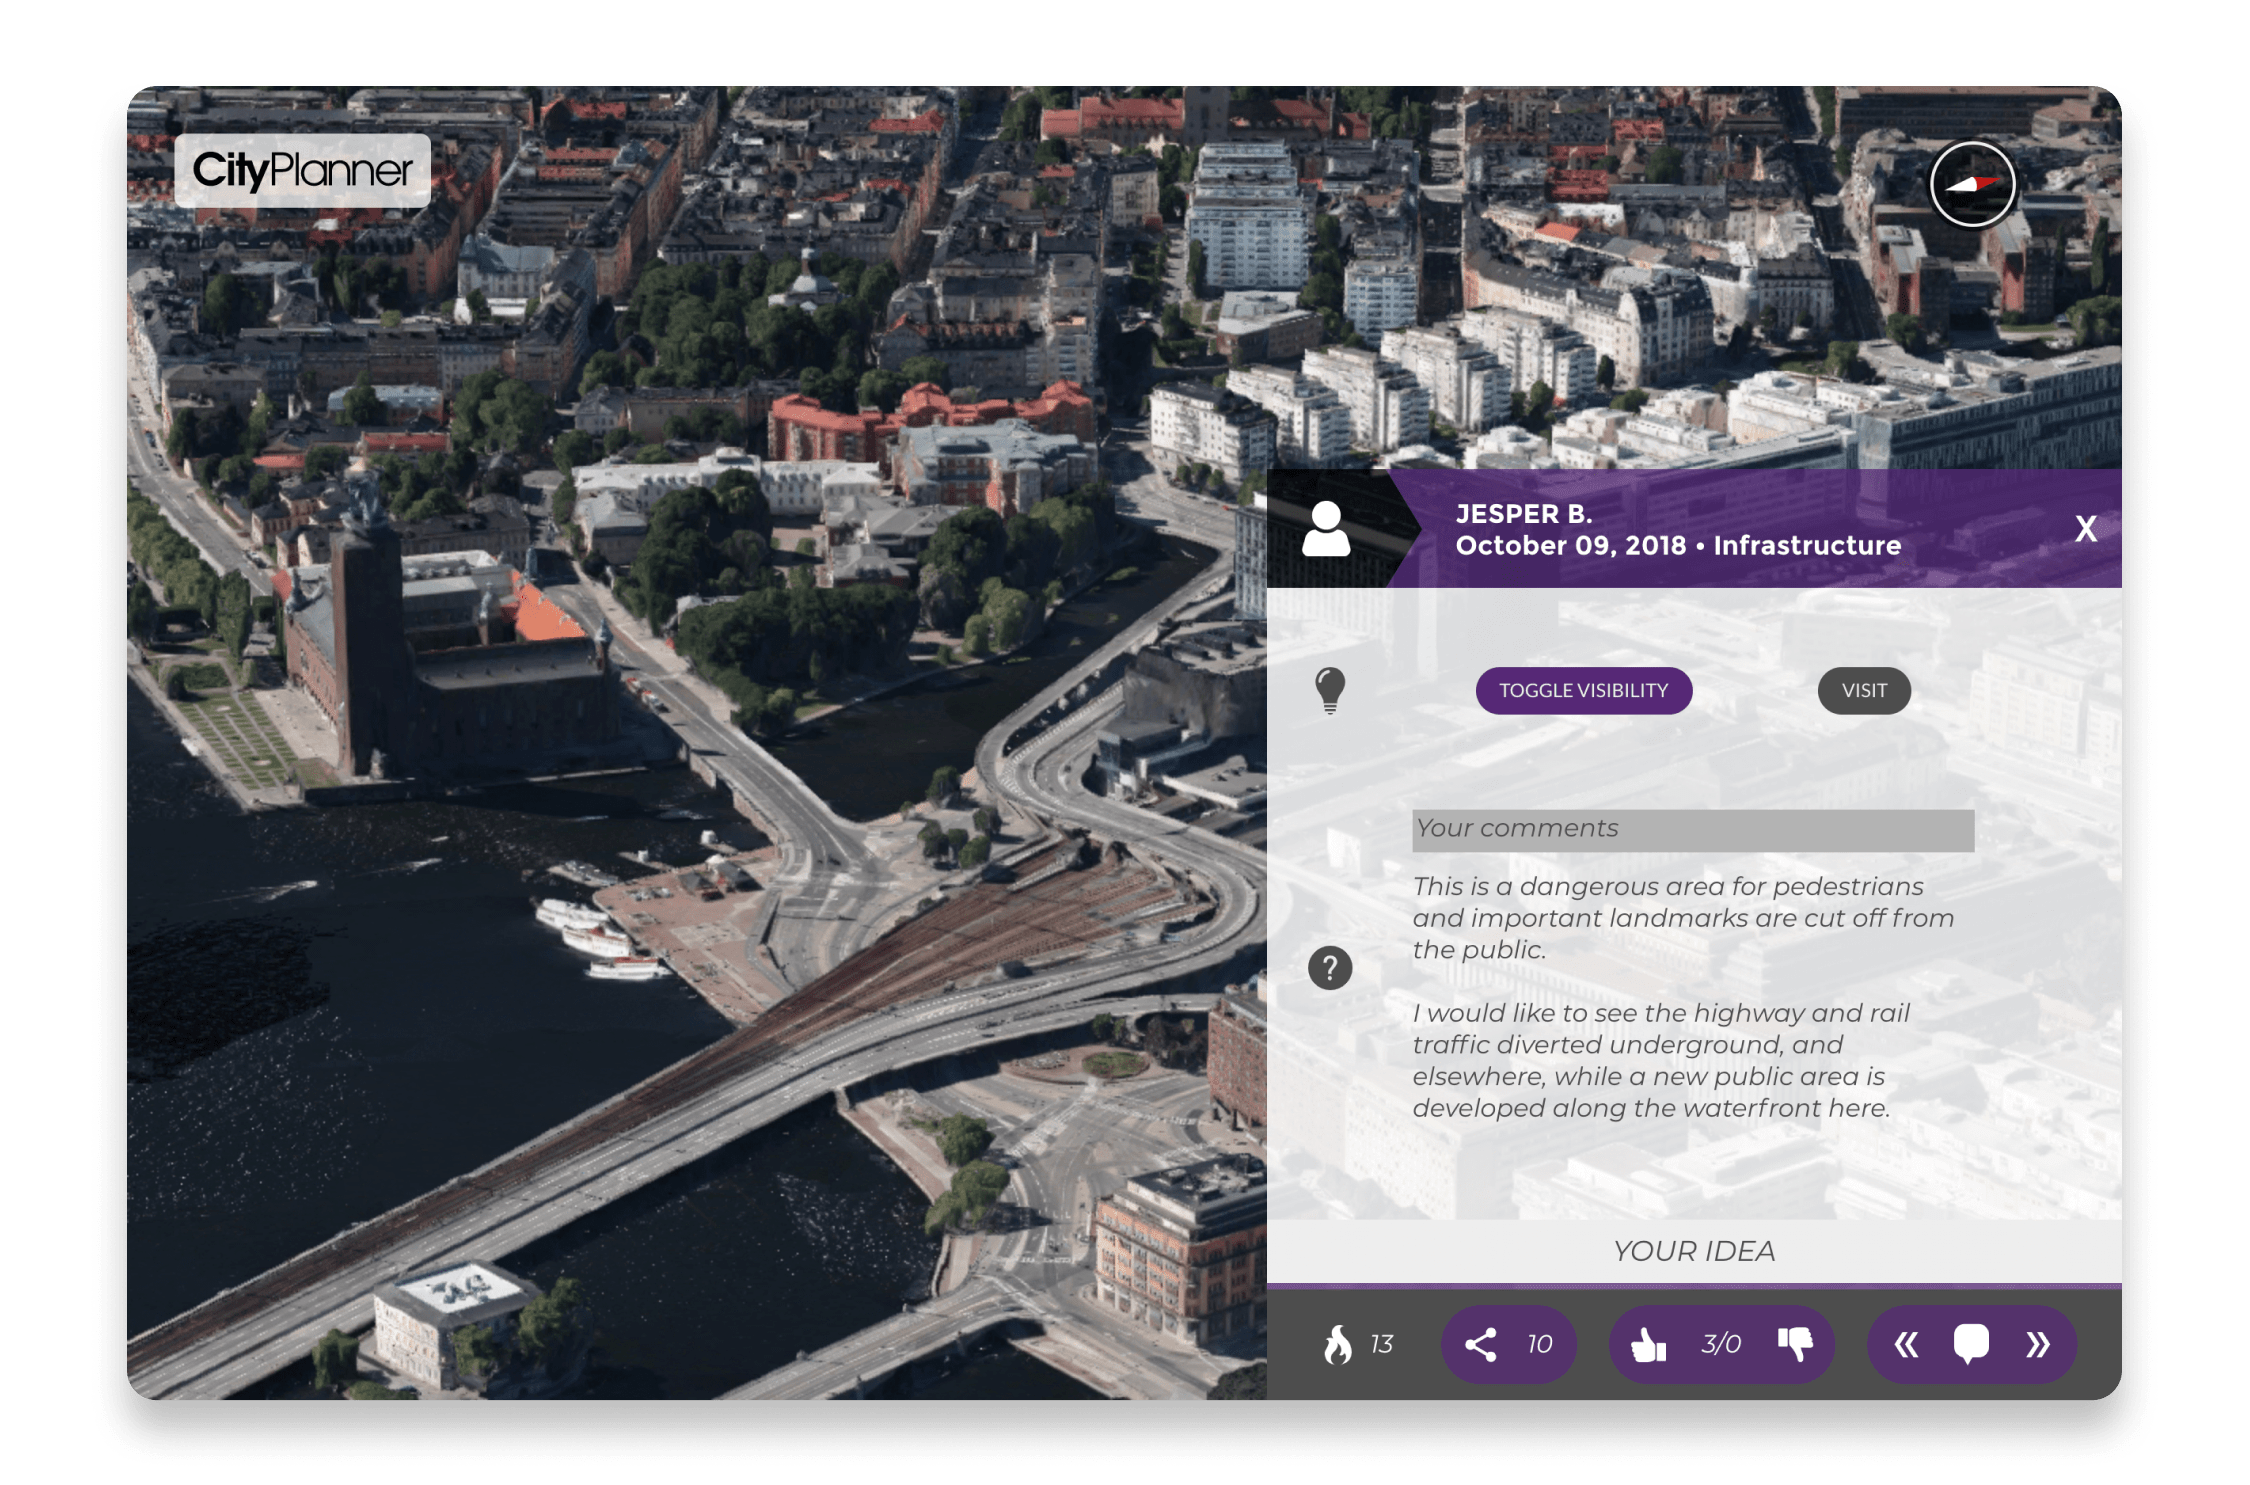 CityPlanner
JESPER B.
October 09, 2018 • Infrastructure
X
TOGGLE VISIBILITY
VISIT
Your comments
This is a dangerous area for pedestrians
and important landmarks are cut off from
the public.
?
I would like to see the highway and rail
traffic diverted underground, and
elsewhere, while a new public area is
developed along the waterfront here.
YOUR IDEA
13
10
3/0